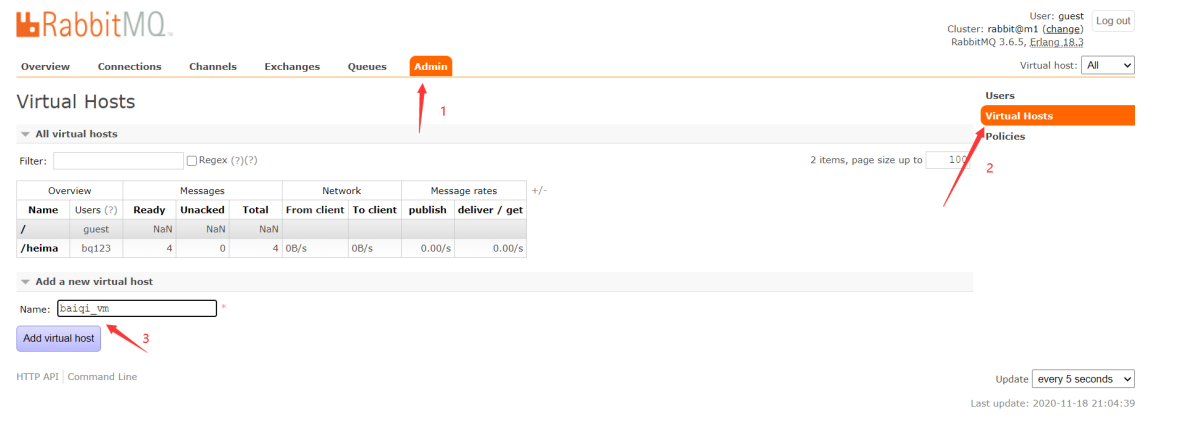 RabbitMQ
User: guest Log out
Cluster: rabbit@m1 (change)
RabbitMQ 3.6.5, Erlang 18.3
Overview Connections Channels Exchanges Queues Admin Virtual host: All
Virtual Hosts
1
Users
Virtual Hosts
Policies
2
All virtual hosts
Filter: Regex (?)(?) 2 items, page size up to 100
Overview Messages Network Message rates +/-
Name Users (?) Ready Unacked Total From client To client publish deliver / get
/ guest NaN NaN NaN
/heima bq123 4 0 4 0B/s 0B/s 0.00/s 0.00/s
Add a new virtual host
Name: baiqi_vm *
Add virtual host 3
HTTP API Command Line
Update every 5 seconds
Last update: 2020-11-18 21:04:39